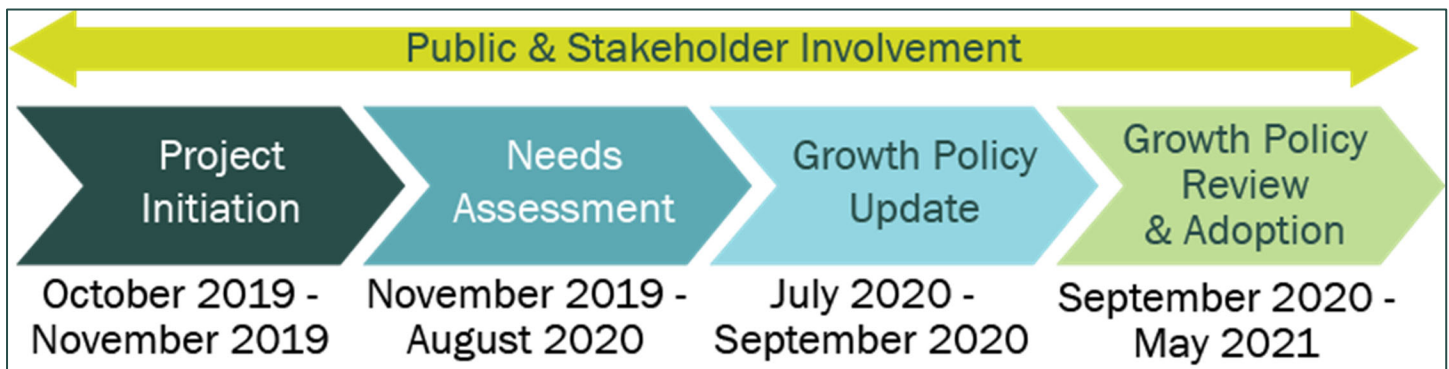 Public & Stakeholder Involvement
Project
Initiation
Needs
Assessment
Growth Policy
Update
Growth Policy
Review
& Adoption
October 2019 -
November 2019
November 2019 -
August 2020
July 2020 -
September 2020
September 2020 -
May 2021